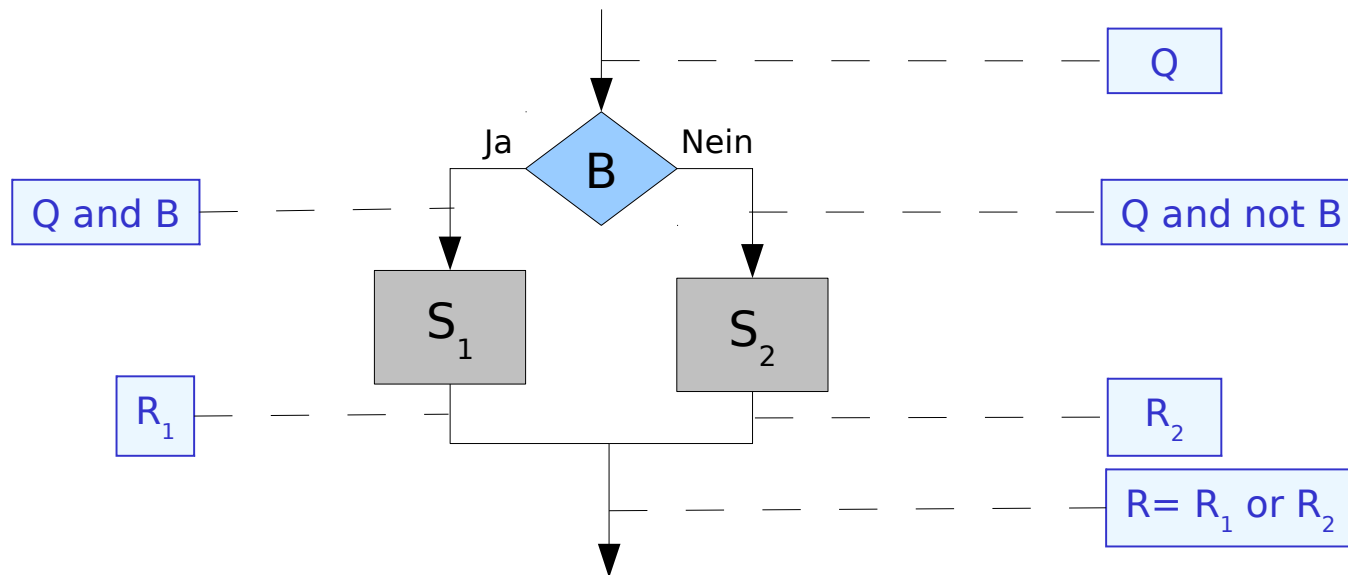 Q
Ja
Nein
B
Q and B
Q and not B
S₁
S₂
R₁
R₂
R= R₁ or R₂